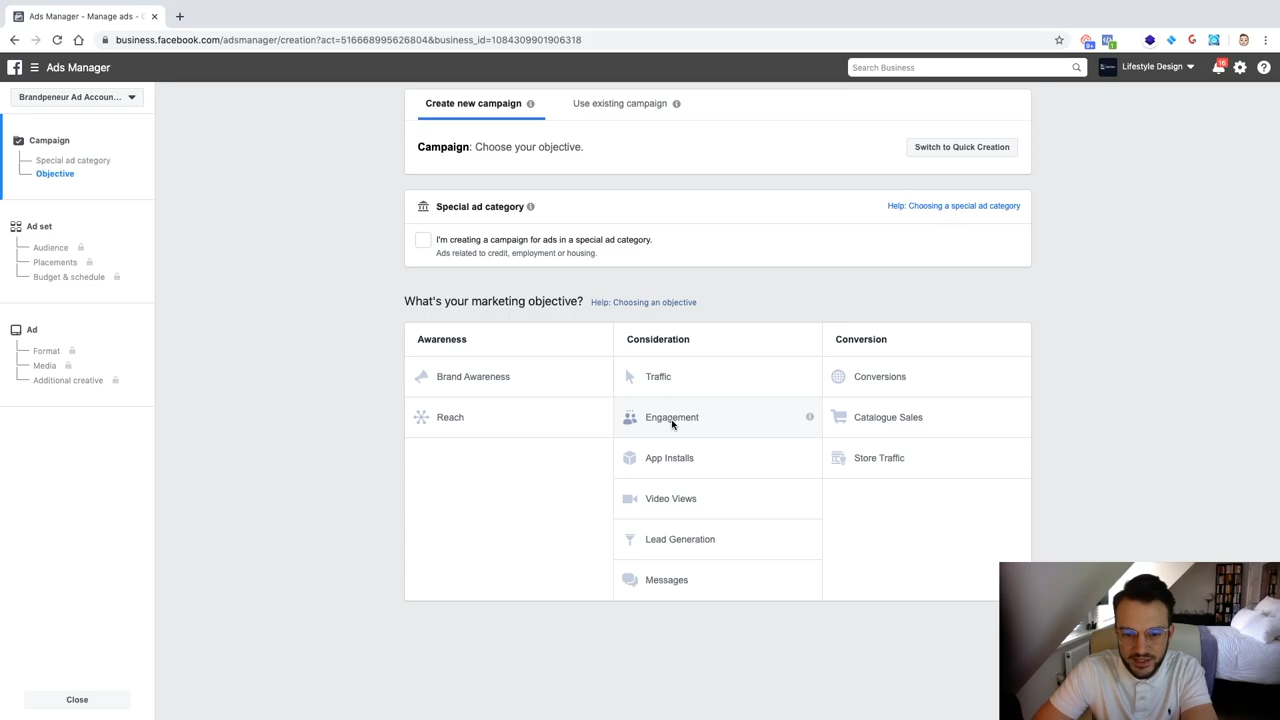 Ads Manager - Manage ads - C
business.facebook.com/adsmanager/creation?act=516668995626804&business_id=1084309901906318
Ads Manager
Search Business
Lifestyle Design
16
Brandpeneur Ad Accoun...
Campaign
Special ad category
Objective
Ad set
Audience
Placements
Budget & schedule
Ad
Format
Media
Additional creative
Close
Create new campaign
Use existing campaign
Campaign: Choose your objective.
Switch to Quick Creation
Special ad category
Help: Choosing a special ad category
I'm creating a campaign for ads in a special ad category.
Ads related to credit, employment or housing.
What's your marketing objective?
Help: Choosing an objective
Awareness
Consideration
Conversion
Brand Awareness
Traffic
Conversions
Reach
Engagement
Catalogue Sales
App Installs
Store Traffic
Video Views
Lead Generation
Messages